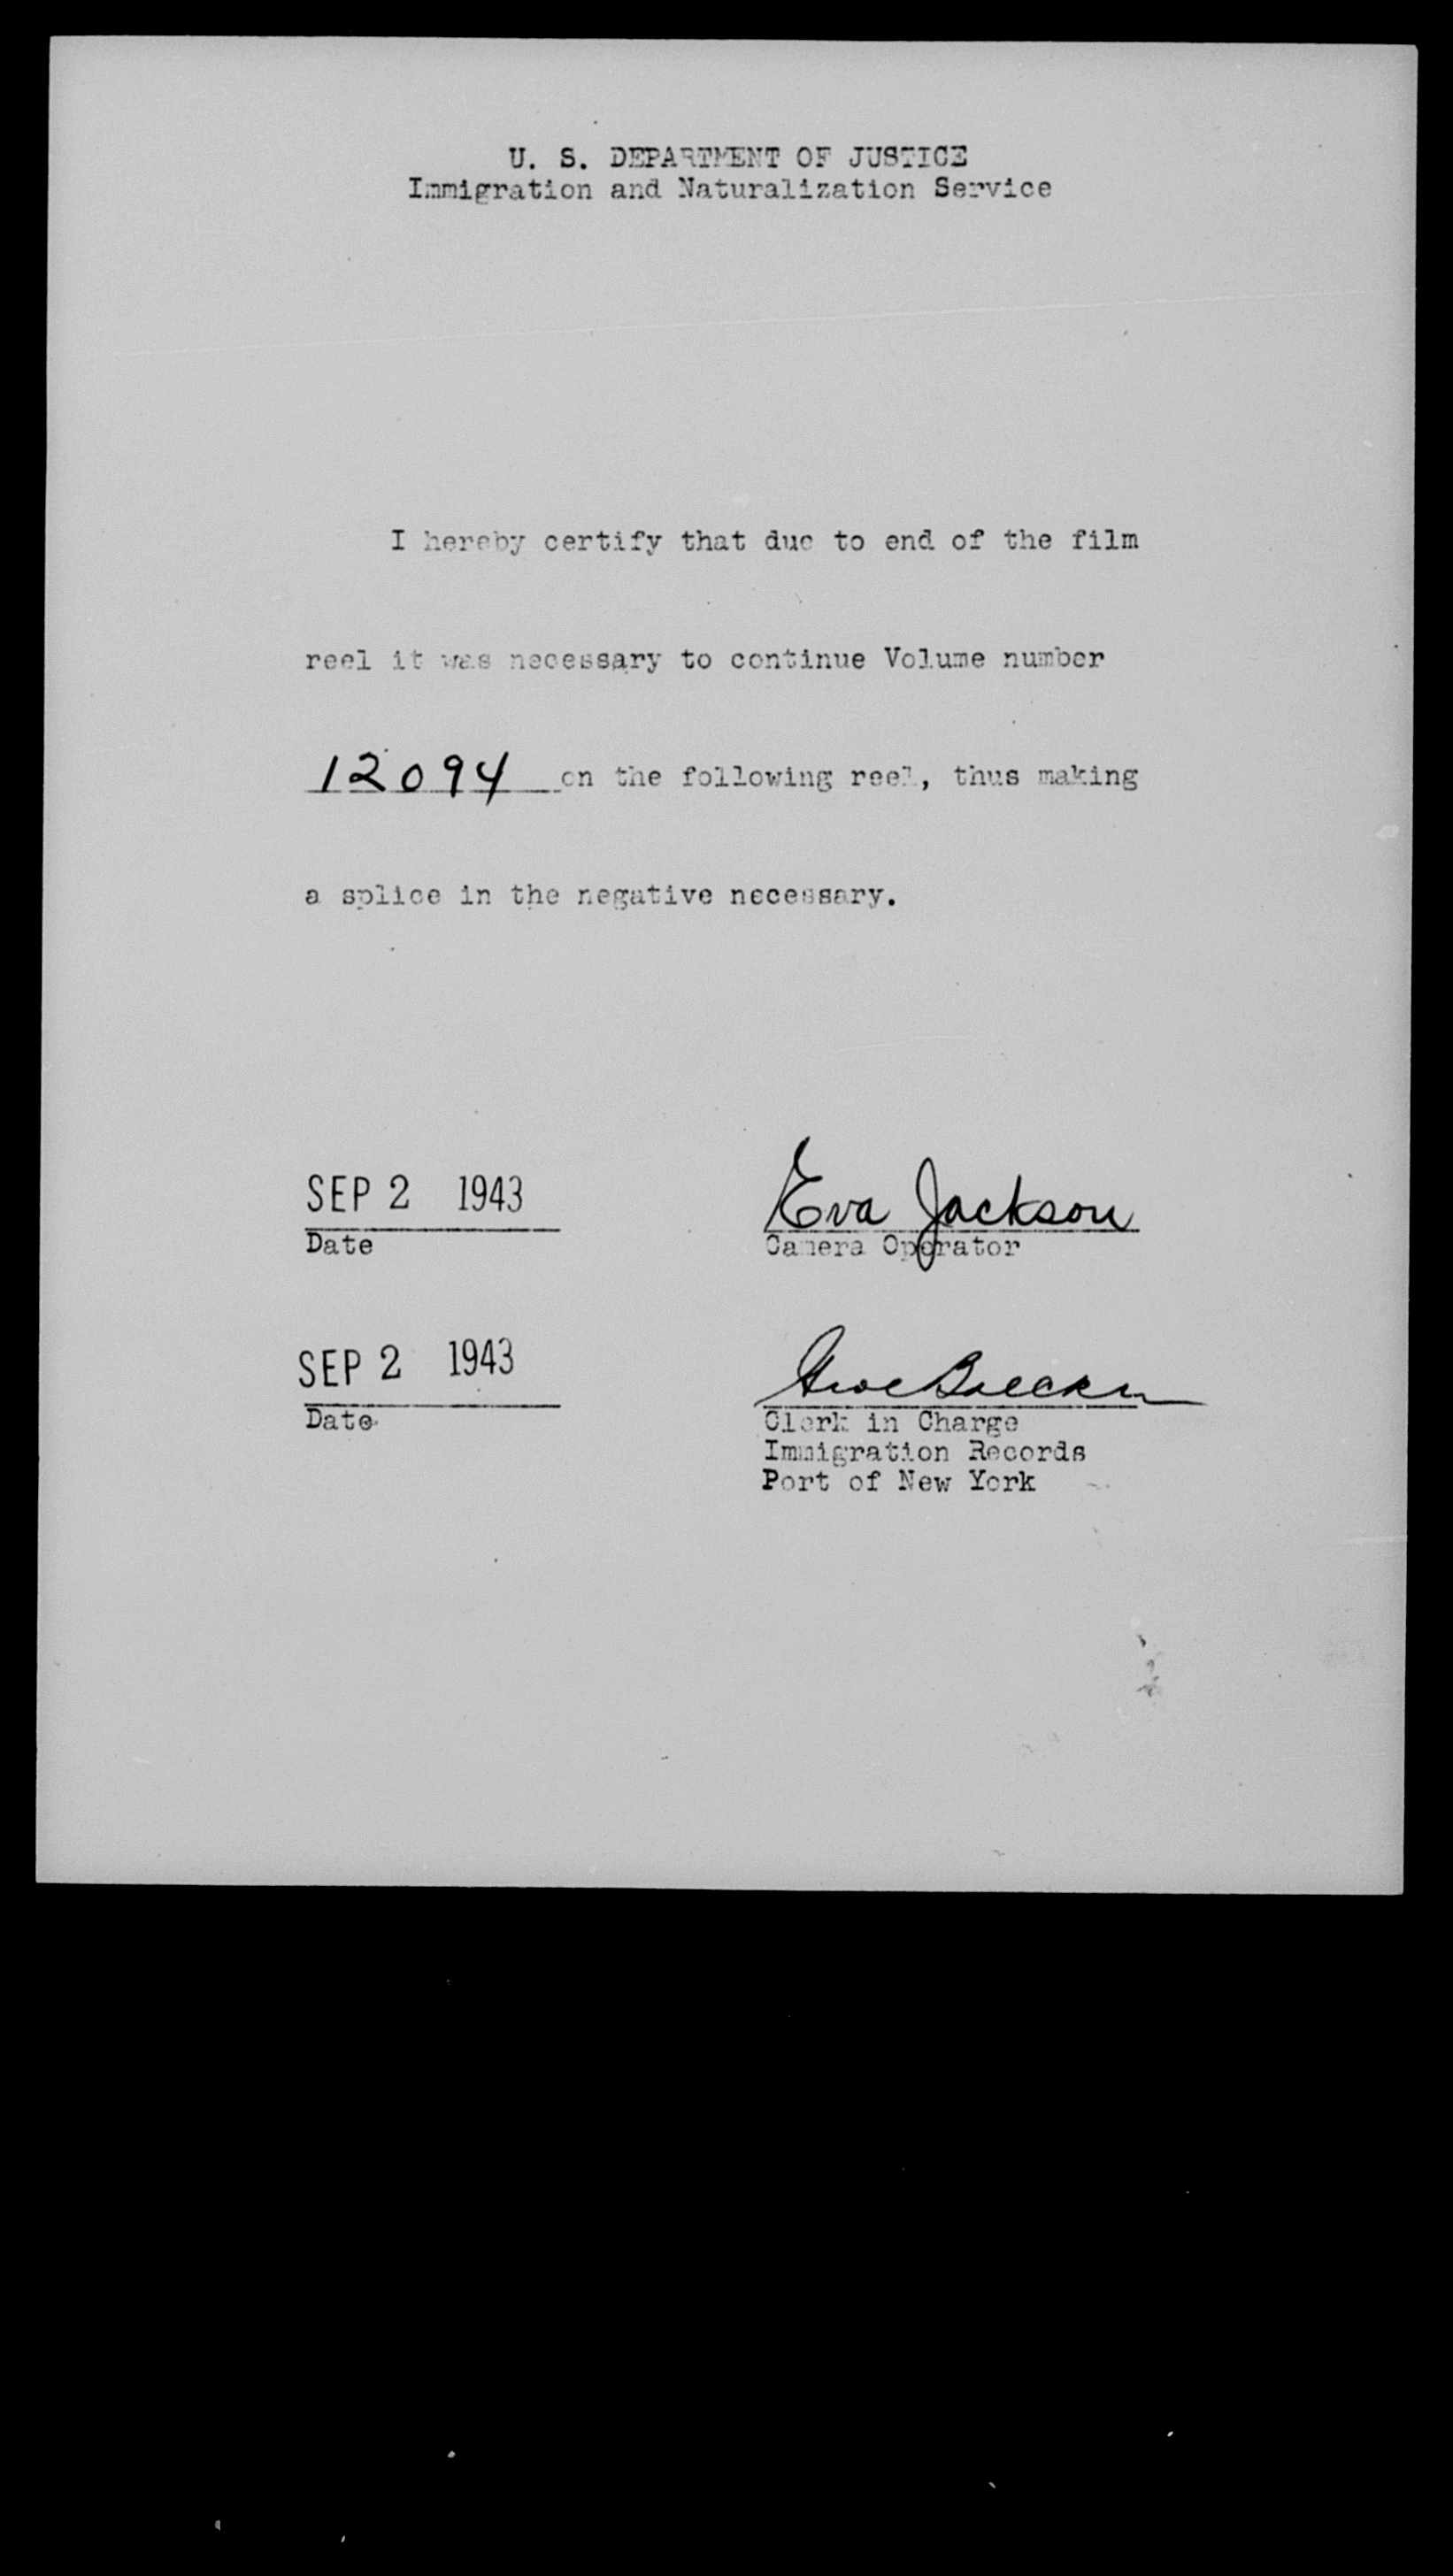 U. S. DEPARTMENT OF JUSTICE
Immigration and Naturalization Service
I hereby certify that due to end of the film
reel it was necessary to continue Volume number
12094 on the following reel, thus making
a splice in the negative necessary.
SEP 2 1943
Eva Jackson
Date
Camera Operator
SEP 2 1943
Date
Clerk in Charge
Immigration Records
Port of New York